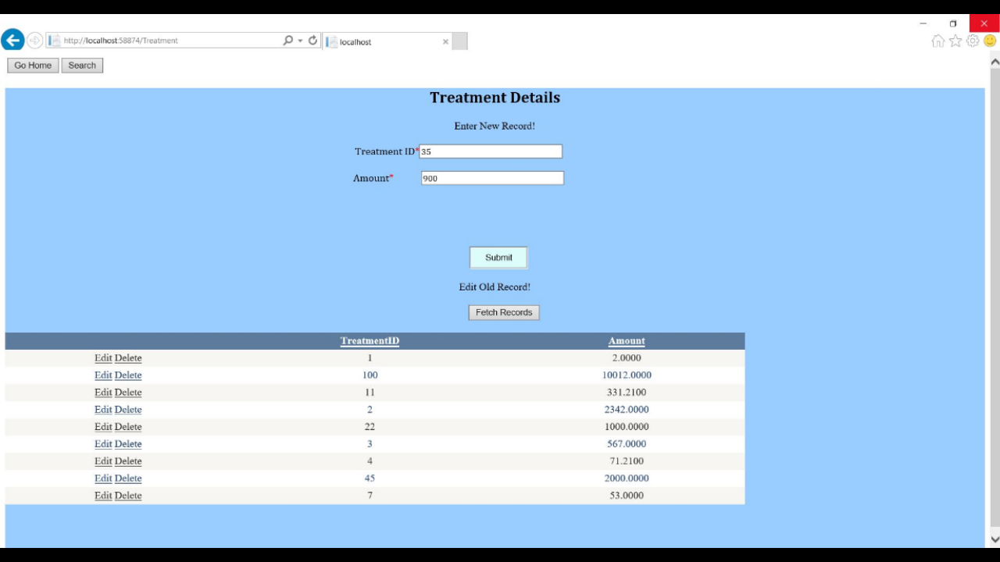 http://localhost:58874/Treatment
localhost
Go Home Search
Treatment Details
Enter New Record!
Treatment ID* 35
Amount* 900
Submit
Edit Old Record!
Fetch Records
TreatmentID Amount
Edit Delete 1 2.0000
Edit Delete 100 10012.0000
Edit Delete 11 331.2100
Edit Delete 2 2342.0000
Edit Delete 22 1000.0000
Edit Delete 3 567.0000
Edit Delete 4 71.2100
Edit Delete 45 2000.0000
Edit Delete 7 53.0000